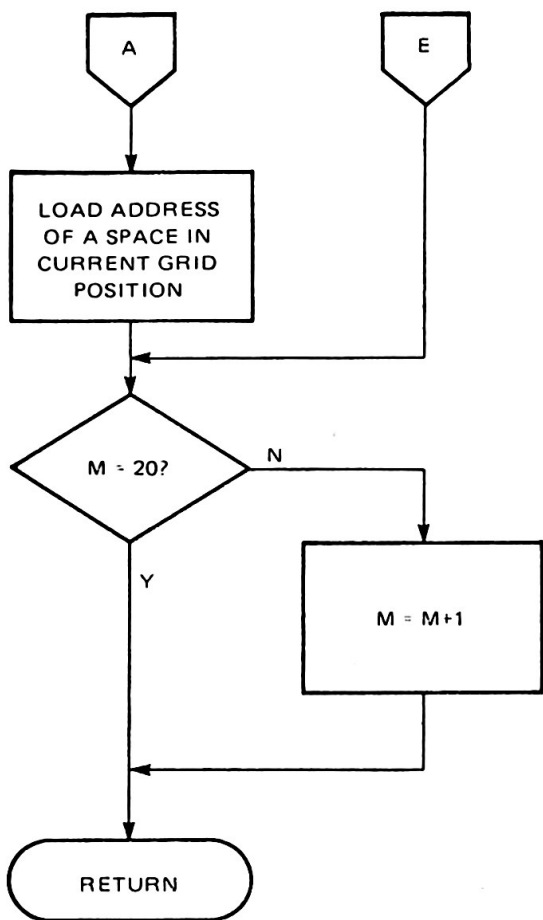 A
E
LOAD ADDRESS
OF A SPACE IN
CURRENT GRID
POSITION
M = 20?
N
Y
M = M+1
RETURN